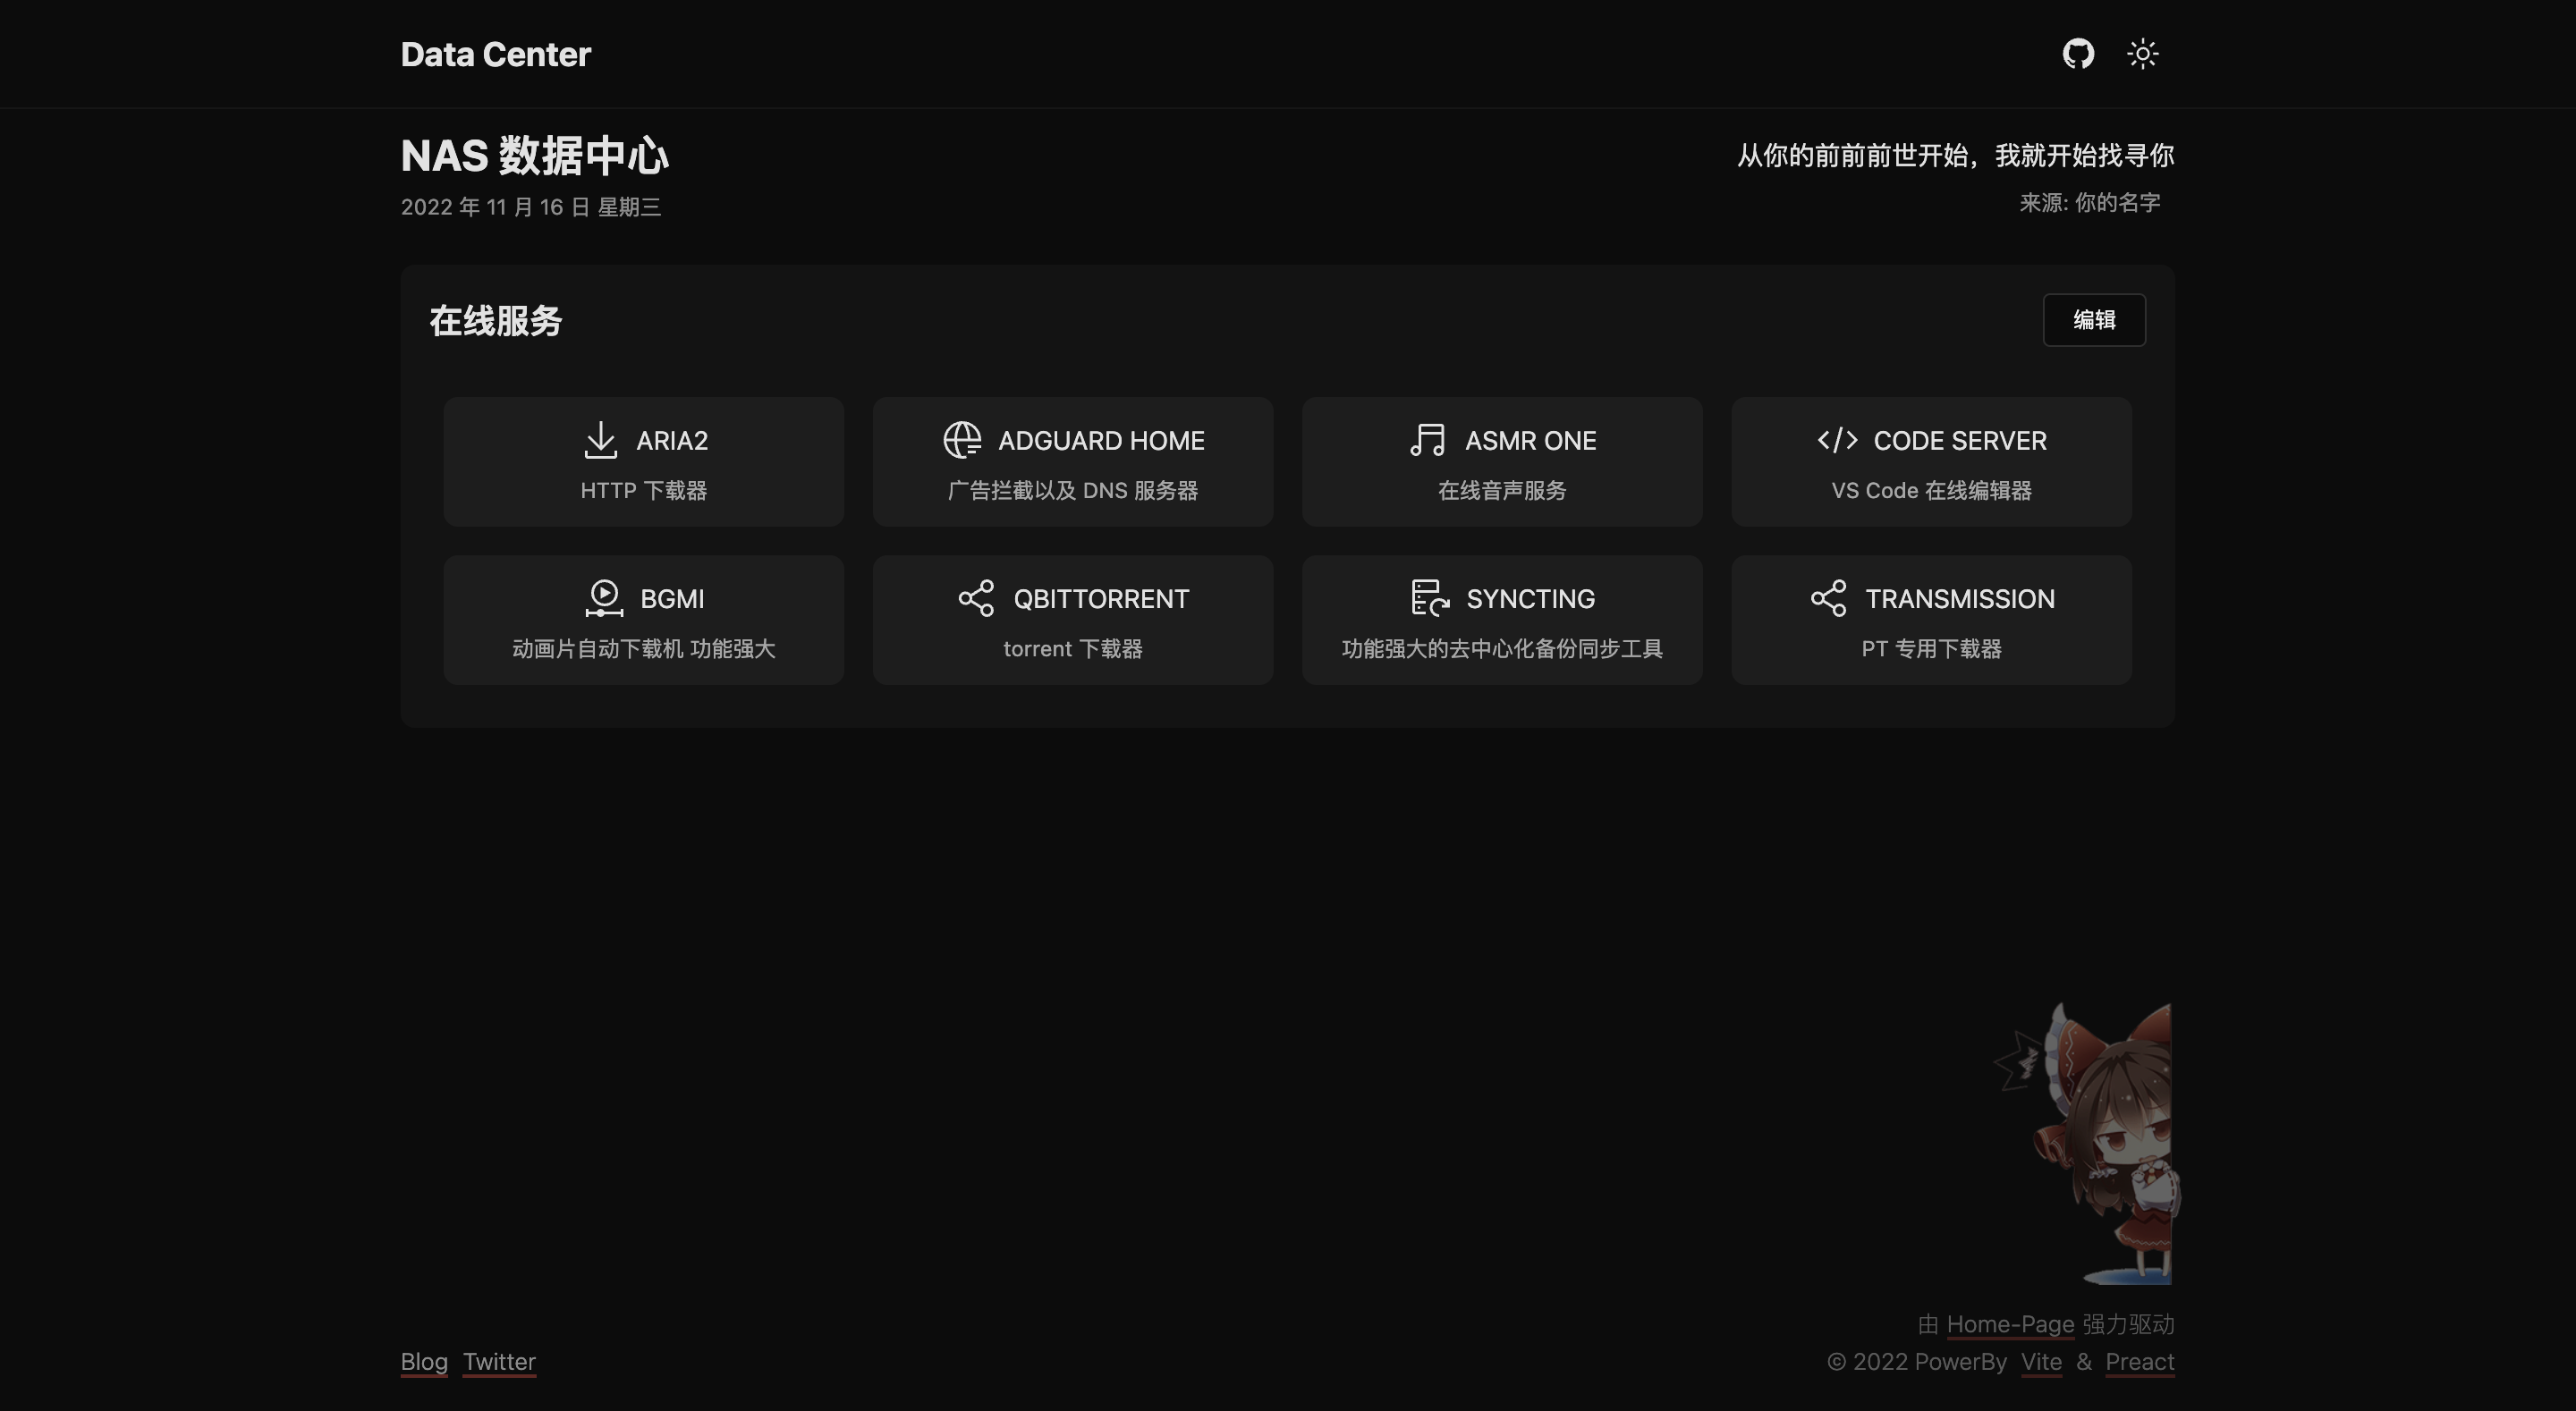 Data Center
NAS 数据中心
2022 年 11 月 16 日 星期三
从你的前前前世开始，我就开始找寻你
来源: 你的名字
在线服务
编辑
ARIA2
HTTP 下载器
ADGUARD HOME
广告拦截以及 DNS 服务器
ASMR ONE
在线音声服务
CODE SERVER
VS Code 在线编辑器
BGMI
动画片自动下载机 功能强大
QBITTORRENT
torrent 下载器
SYNCTING
功能强大的去中心化备份同步工具
TRANSMISSION
PT 专用下载器
由 Home-Page 强力驱动
Blog Twitter
© 2022 PowerBy Vite & Preact